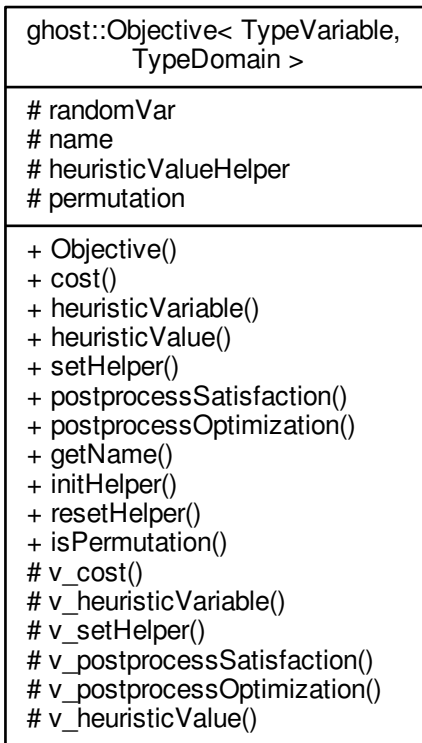 ghost::Objective< TypeVariable,
TypeDomain >
# randomVar
# name
# heuristicValueHelper
# permutation
+ Objective()
+ cost()
+ heuristicVariable()
+ heuristicValue()
+ setHelper()
+ postprocessSatisfaction()
+ postprocessOptimization()
+ getName()
+ initHelper()
+ resetHelper()
+ isPermutation()
# v_cost()
# v_heuristicVariable()
# v_setHelper()
# v_postprocessSatisfaction()
# v_postprocessOptimization()
# v_heuristicValue()